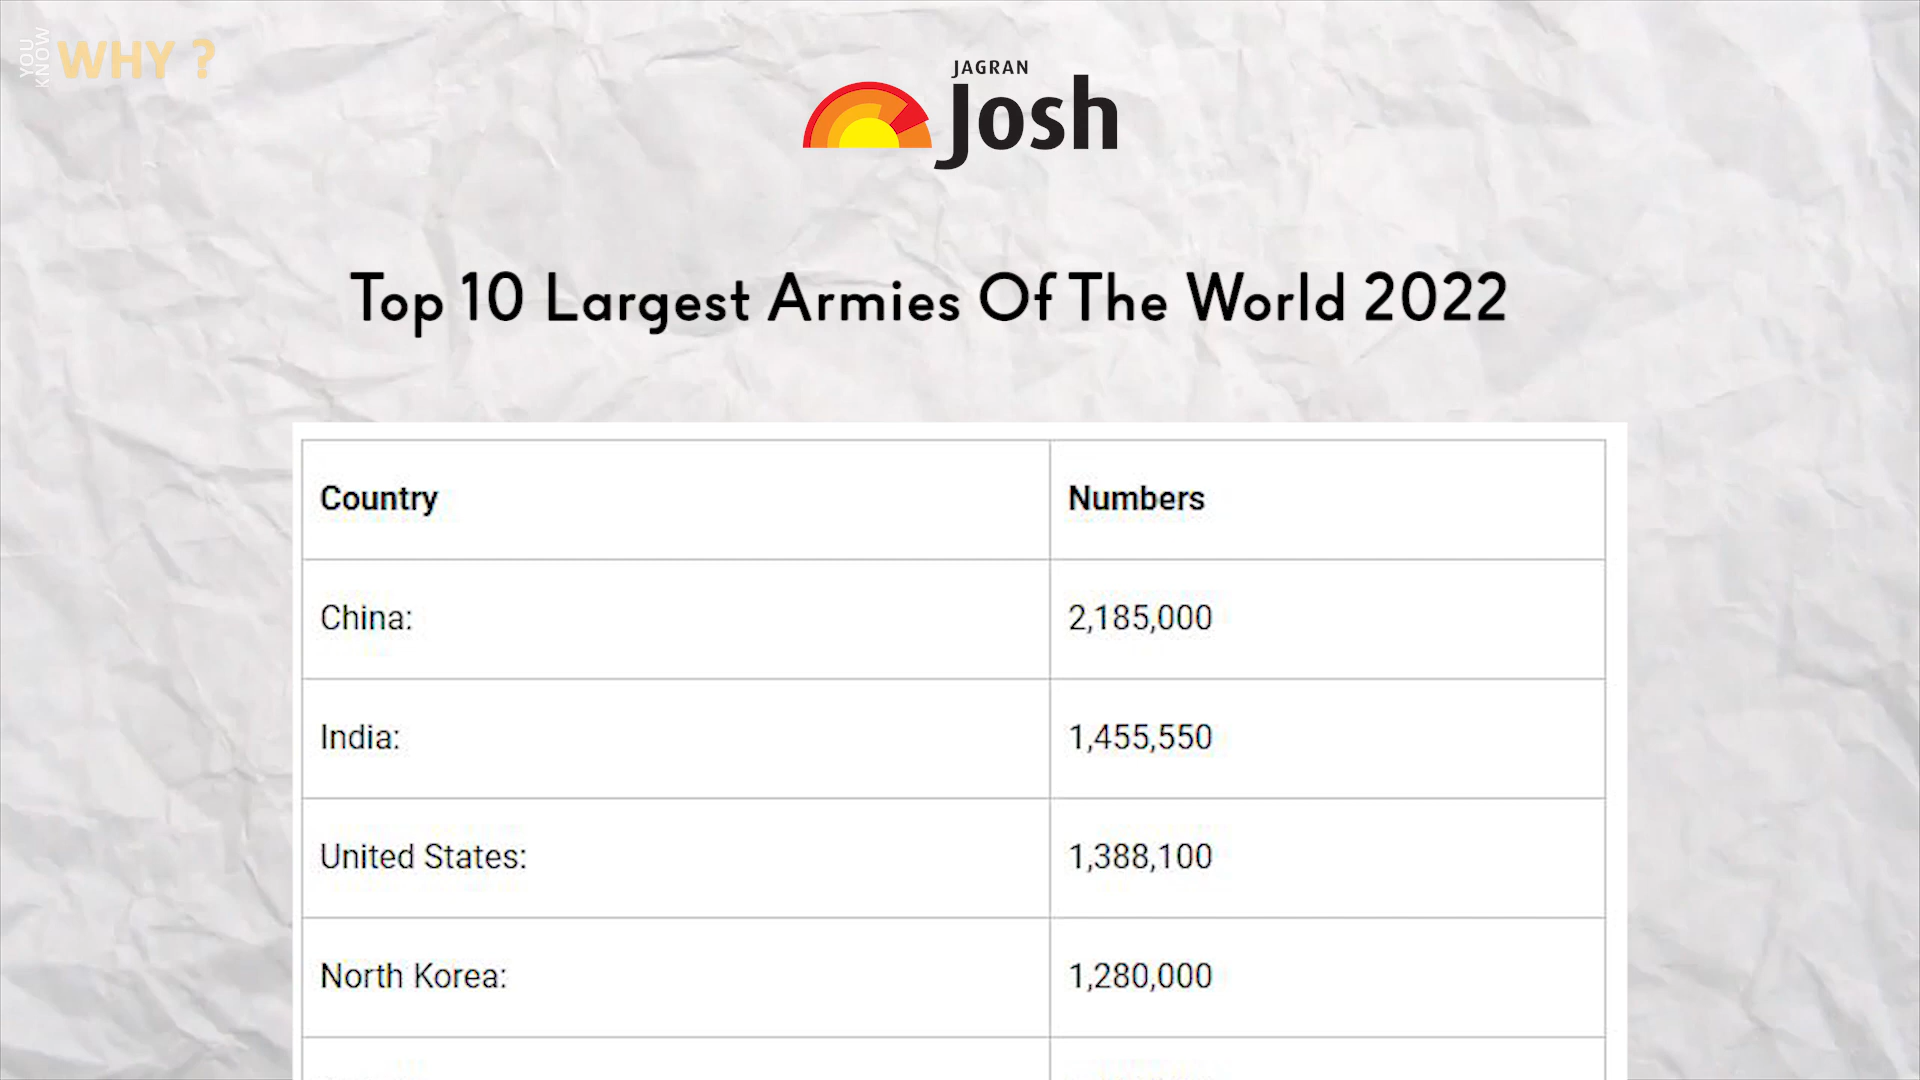 YOU KNOW WHY ?
JAGRAN
Josh
Top 10 Largest Armies Of The World 2022
Country Numbers
China: 2,185,000
India: 1,455,550
United States: 1,388,100
North Korea: 1,280,000